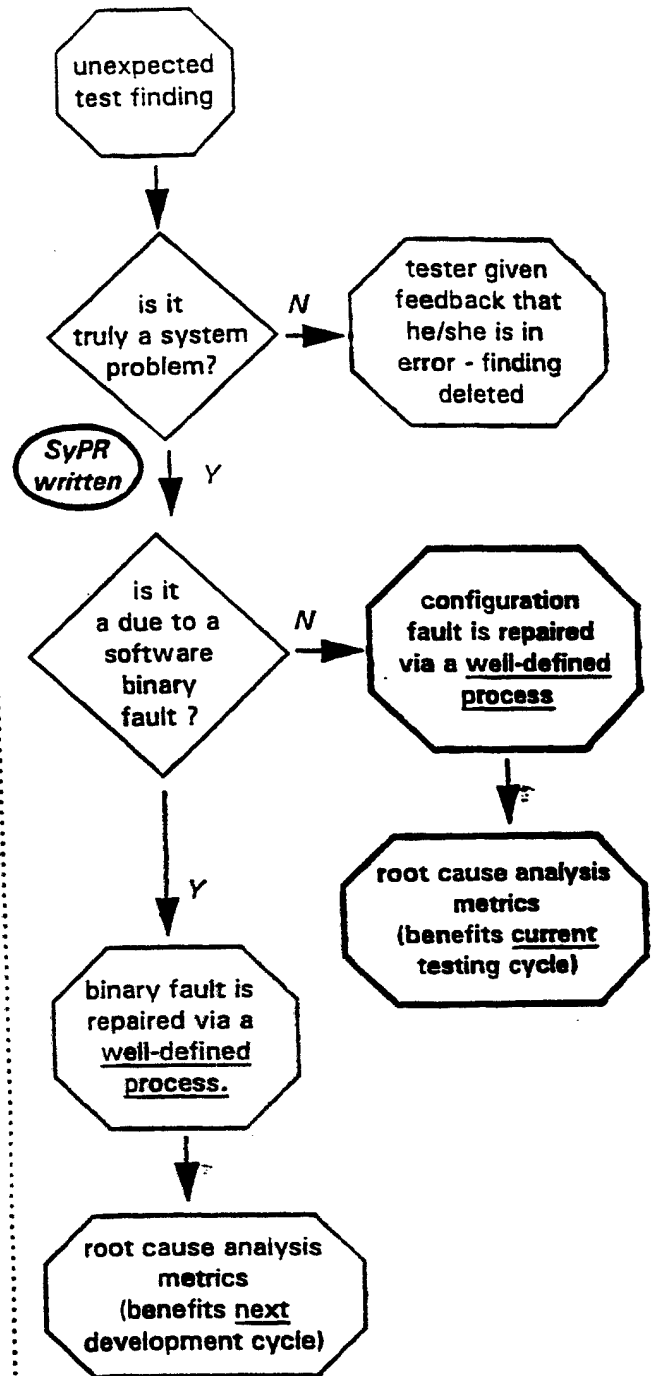 unexpected
test finding
is it
truly a system
problem?
N
tester given
feedback that
he/she is in
error - finding
deleted
SyPR
written
Y
is it
a due to a
software
binary
fault ?
N
configuration
fault is repaired
via a well-defined
process
Y
root cause analysis
metrics
(benefits current
testing cycle)
binary fault is
repaired via a
well-defined
process.
root cause analysis
metrics
(benefits next
development cycle)